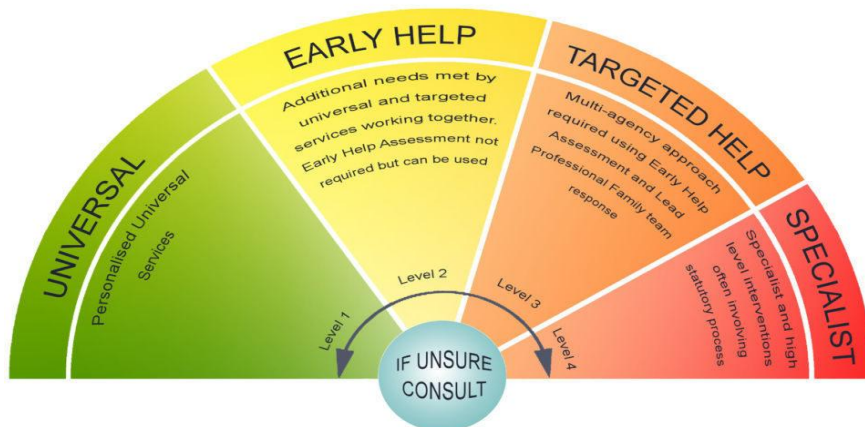 UNIVERSAL
Personalised Universal
Services
Level 1
EARLY HELP
Additional needs met by
universal and targeted
services working together.
Early Help Assessment not
required but can be used
Level 2
TARGETED HELP
Multi-agency approach
required using Early Help
Assessment and Lead
Professional Family team
response
Level 3
SPECIALIST
Specialist and high
level interventions
often involving
statutory process
Level 4
IF UNSURE
CONSULT